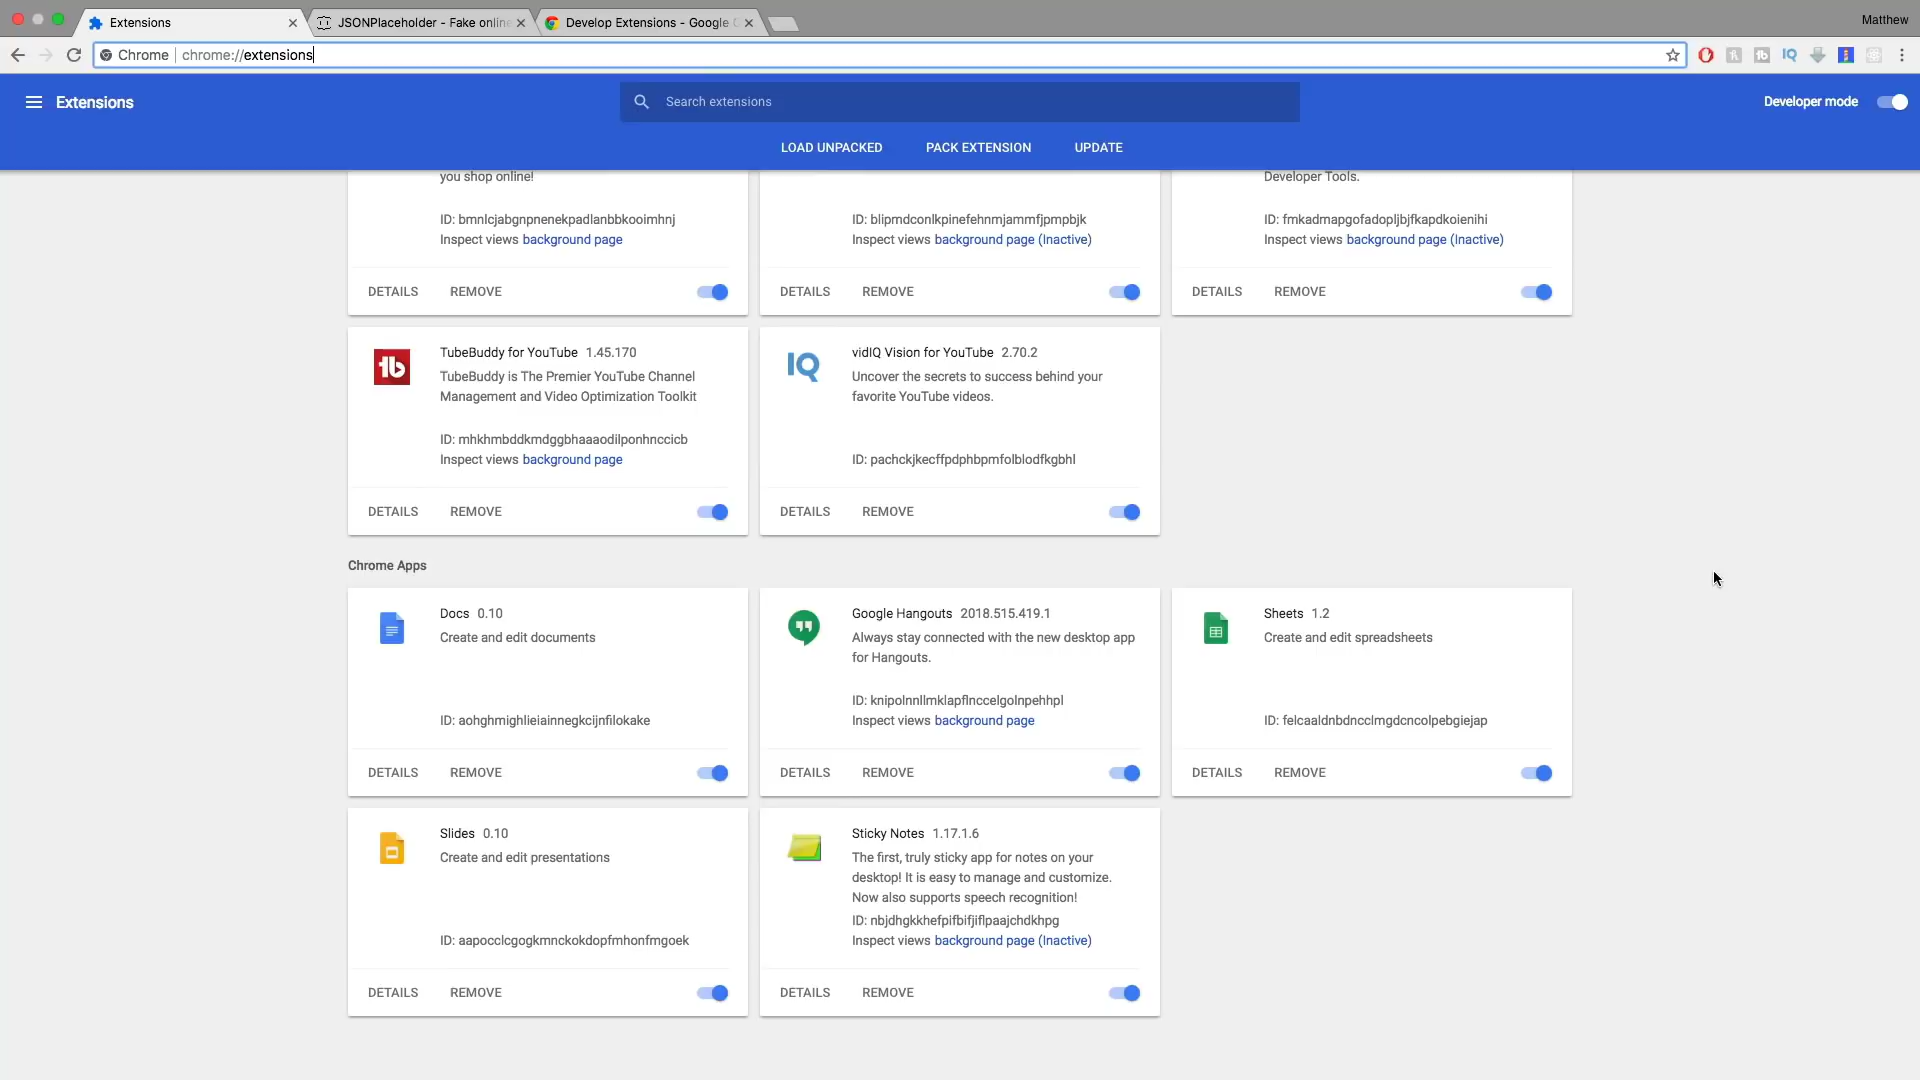 Extensions
JSONPlaceholder - Fake online
Develop Extensions - Google
Matthew
Chrome
chrome://extensions
Extensions
Search extensions
Developer mode
LOAD UNPACKED
PACK EXTENSION
UPDATE
you shop online!
ID: bmnlcjabgnpnenekpadlanbbkooimhnj
Inspect views background page
DETAILS
REMOVE
ID: blipmdconlkpinefehnmjammfjpmpbjk
Inspect views background page (Inactive)
DETAILS
REMOVE
Developer Tools.
ID: fmkadmapgofadopljbjfkapdkoienihi
Inspect views background page (Inactive)
DETAILS
REMOVE
TubeBuddy for YouTube 1.45.170
TubeBuddy is The Premier YouTube Channel
Management and Video Optimization Toolkit
ID: mhkhmbddkmdggbhaaaodilponhnccicb
Inspect views background page
DETAILS
REMOVE
IQ
vidIQ Vision for YouTube 2.70.2
Uncover the secrets to success behind your
favorite YouTube videos.
ID: pachckjkecffpdphbpmfolblodfkgbhl
DETAILS
REMOVE
Chrome Apps
Docs 0.10
Create and edit documents
ID: aohghmighlieiainnegkcijnfilokake
DETAILS
REMOVE
Google Hangouts 2018.515.419.1
Always stay connected with the new desktop app
for Hangouts.
ID: knipolnnllmklapflnccelgolnpehhpl
Inspect views background page
DETAILS
REMOVE
Sheets 1.2
Create and edit spreadsheets
ID: felcaaldnbdncclmgdcncolpebgiejap
DETAILS
REMOVE
Slides 0.10
Create and edit presentations
ID: aapocclcgogkmnckokdopfmhonfmgoek
DETAILS
REMOVE
Sticky Notes 1.17.1.6
The first, truly sticky app for notes on your
desktop! It is easy to manage and customize.
Now also supports speech recognition!
ID: nbjdhgkkhefpifbifjiflpaajchdkhpg
Inspect views background page (Inactive)
DETAILS
REMOVE